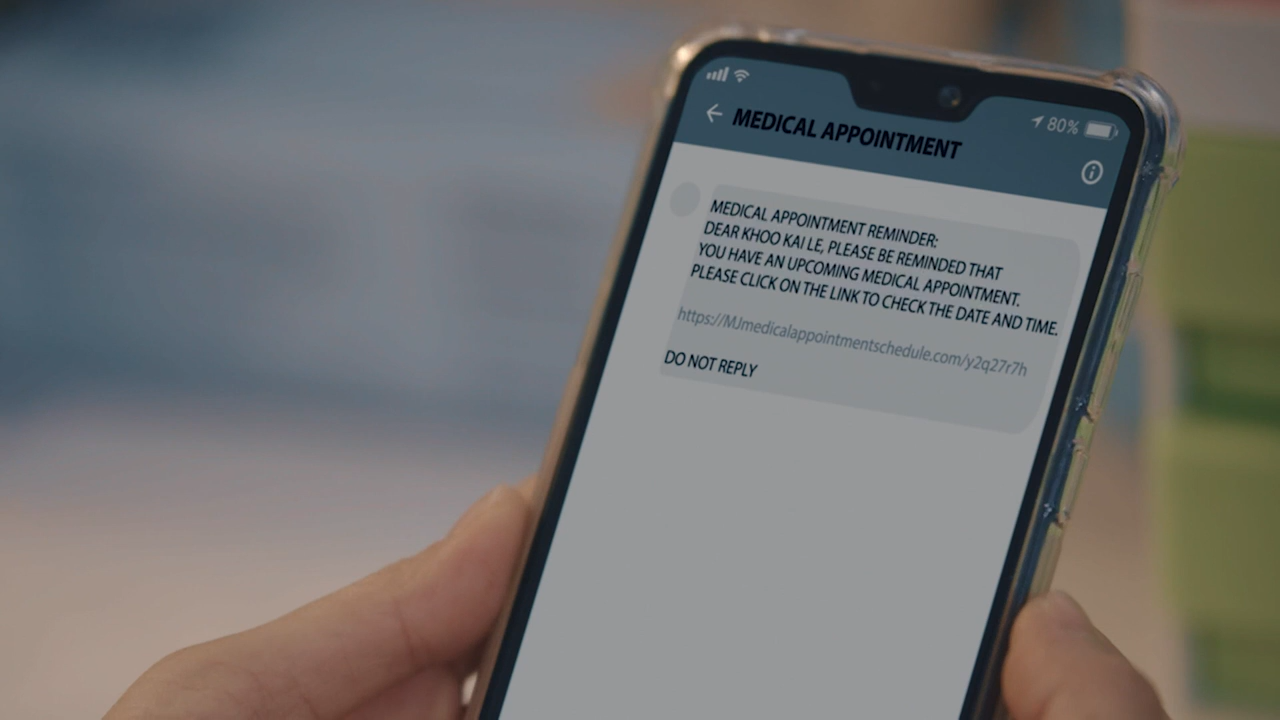 80%
MEDICAL APPOINTMENT
MEDICAL APPOINTMENT REMINDER:
DEAR KHOO KAI LE, PLEASE BE REMINDED THAT
YOU HAVE AN UPCOMING MEDICAL APPOINTMENT.
PLEASE CLICK ON THE LINK TO CHECK THE DATE AND TIME.
https://MJmedicalappointmentschedule.com/y2q27r7h
DO NOT REPLY